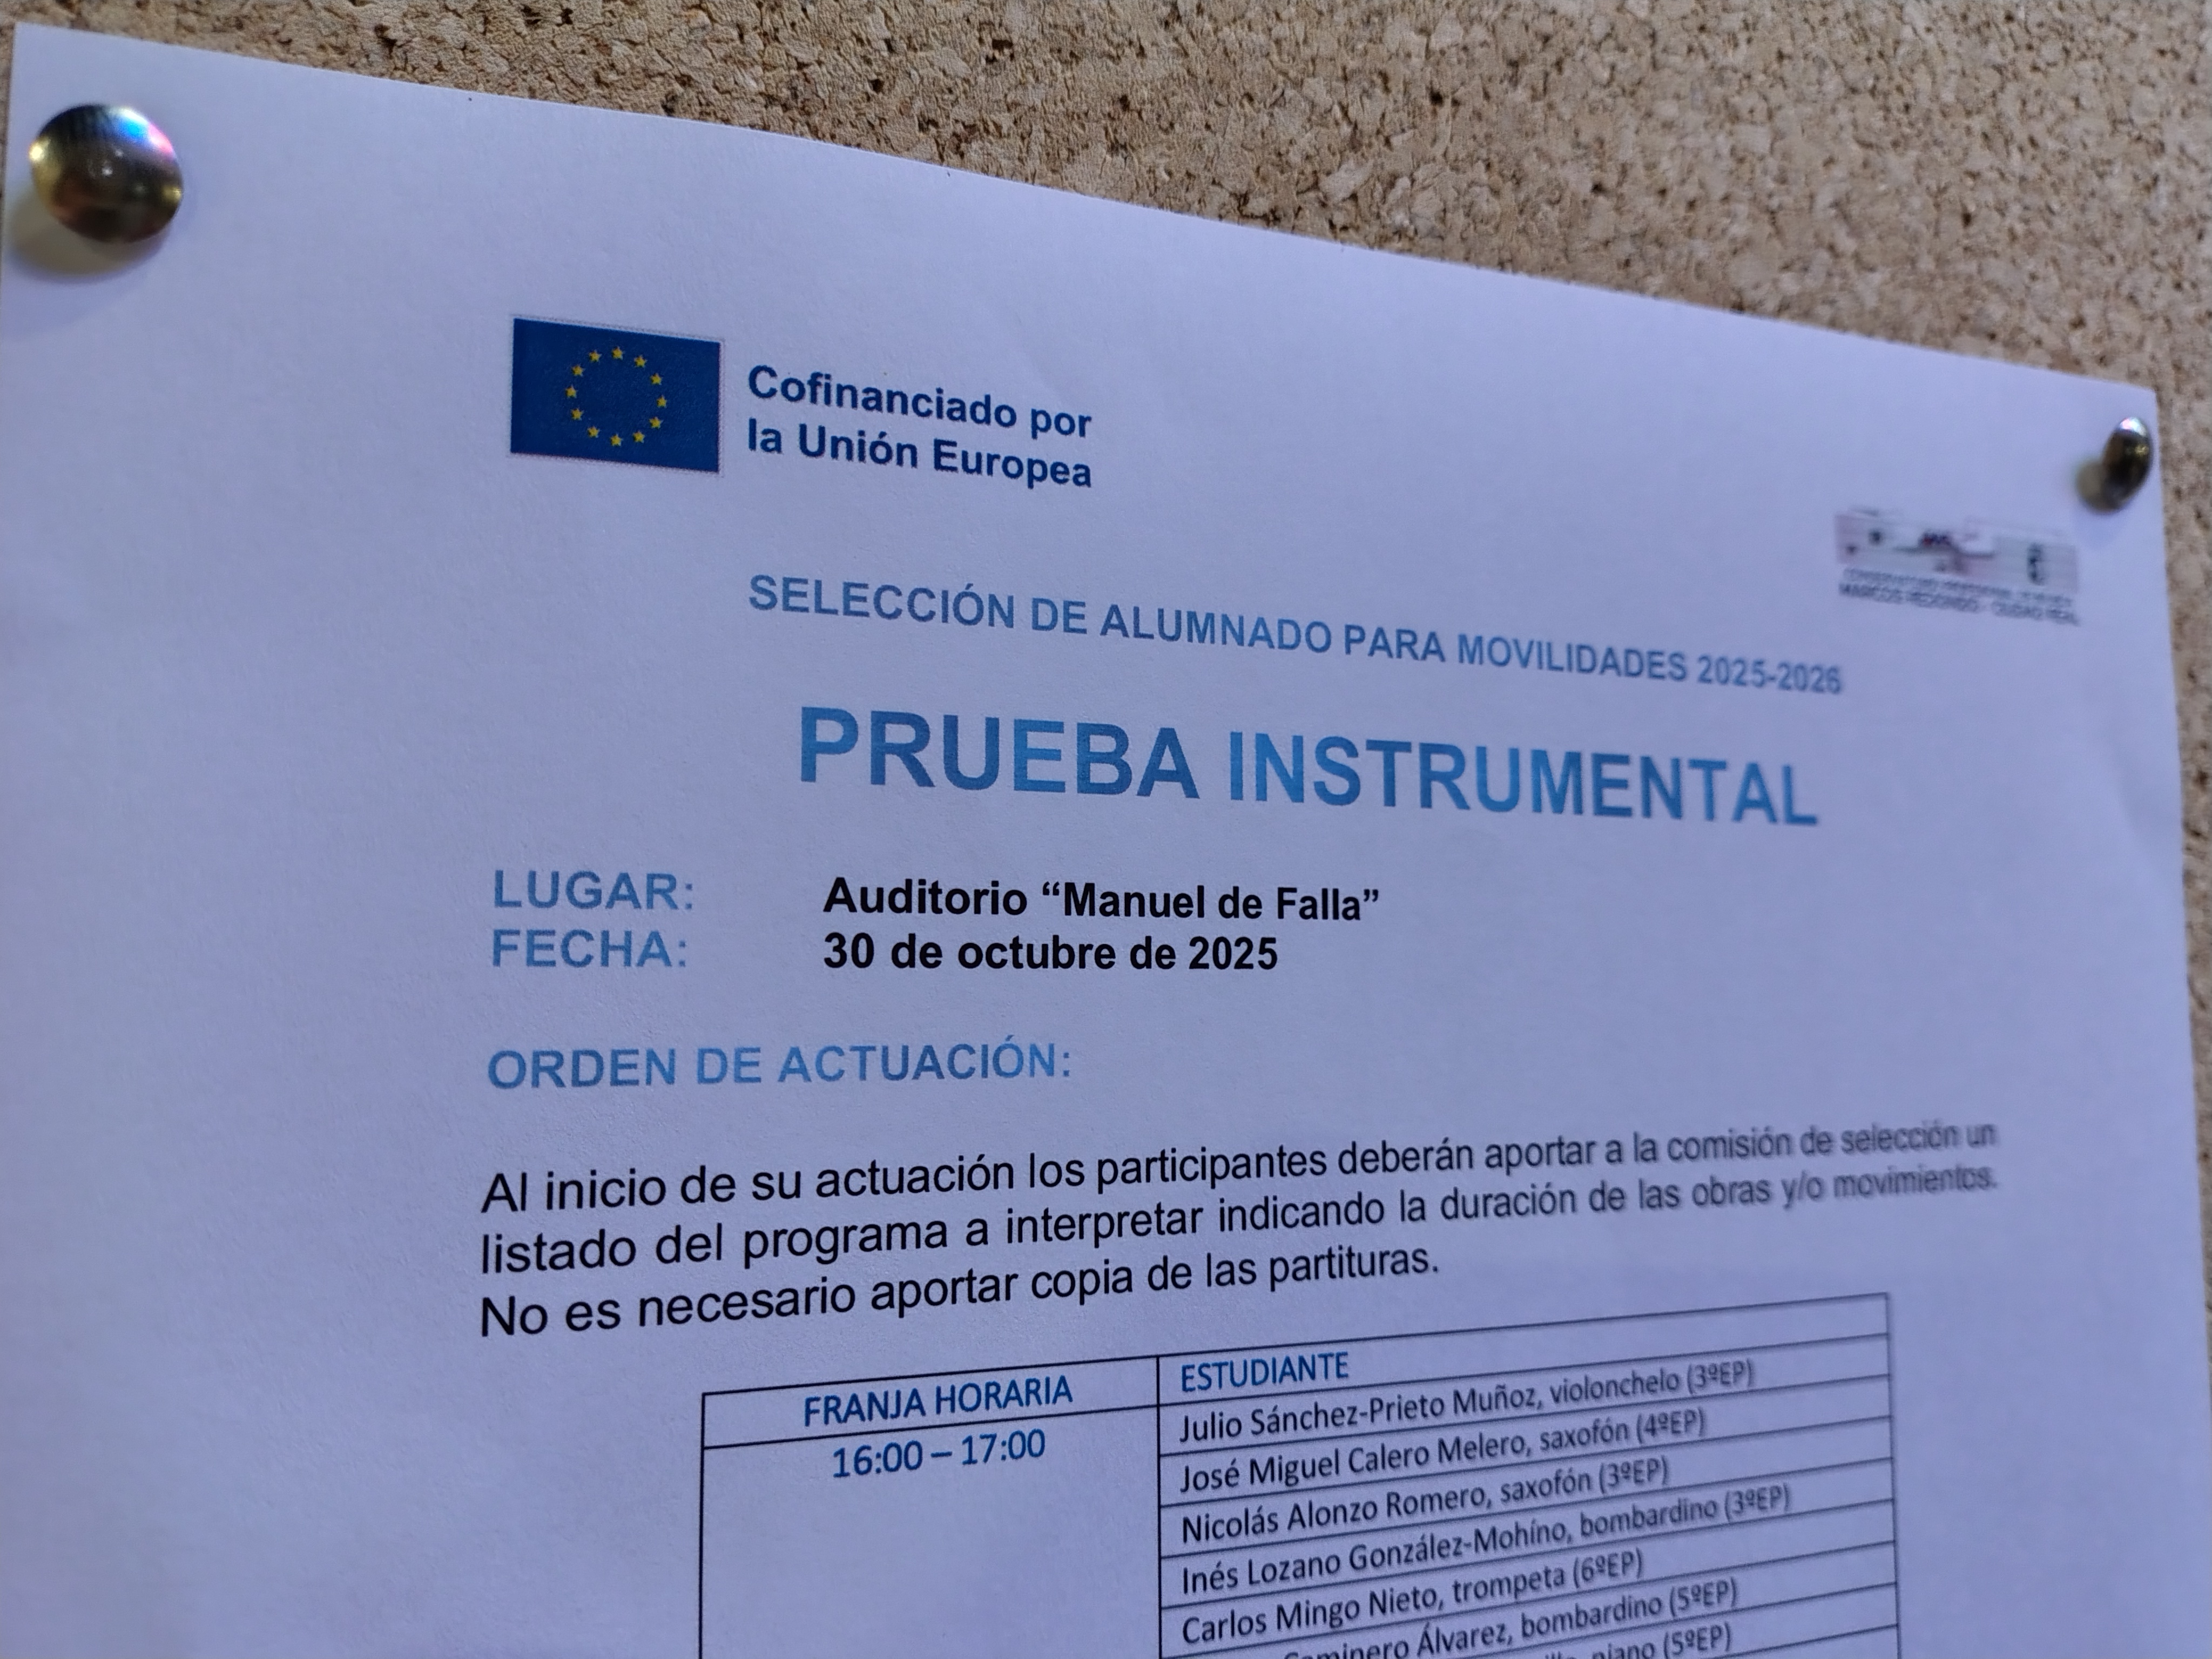 Cofinanciado por
la Unión Europea
MARCOS REDONDO - CIUDAD REAL
SELECCIÓN DE ALUMNADO PARA MOVILIDADES 2025-2026
PRUEBA INSTRUMENTAL
LUGAR: Auditorio “Manuel de Falla”
FECHA: 30 de octubre de 2025
ORDEN DE ACTUACIÓN:
Al inicio de su actuación los participantes deberán aportar a la comisión de selección un
listado del programa a interpretar indicando la duración de las obras y/o movimientos.
No es necesario aportar copia de las partituras.
FRANJA HORARIA ESTUDIANTE
16:00 – 17:00 Julio Sánchez-Prieto Muñoz, violonchelo (3ºEP)
José Miguel Calero Melero, saxofón (4ºEP)
Nicolás Alonzo Romero, saxofón (3ºEP)
Inés Lozano González-Mohíno, bombardino (3ºEP)
Carlos Mingo Nieto, trompeta (6ºEP)
Álvarez, bombardino (5ºEP)
piano (5ºEP)